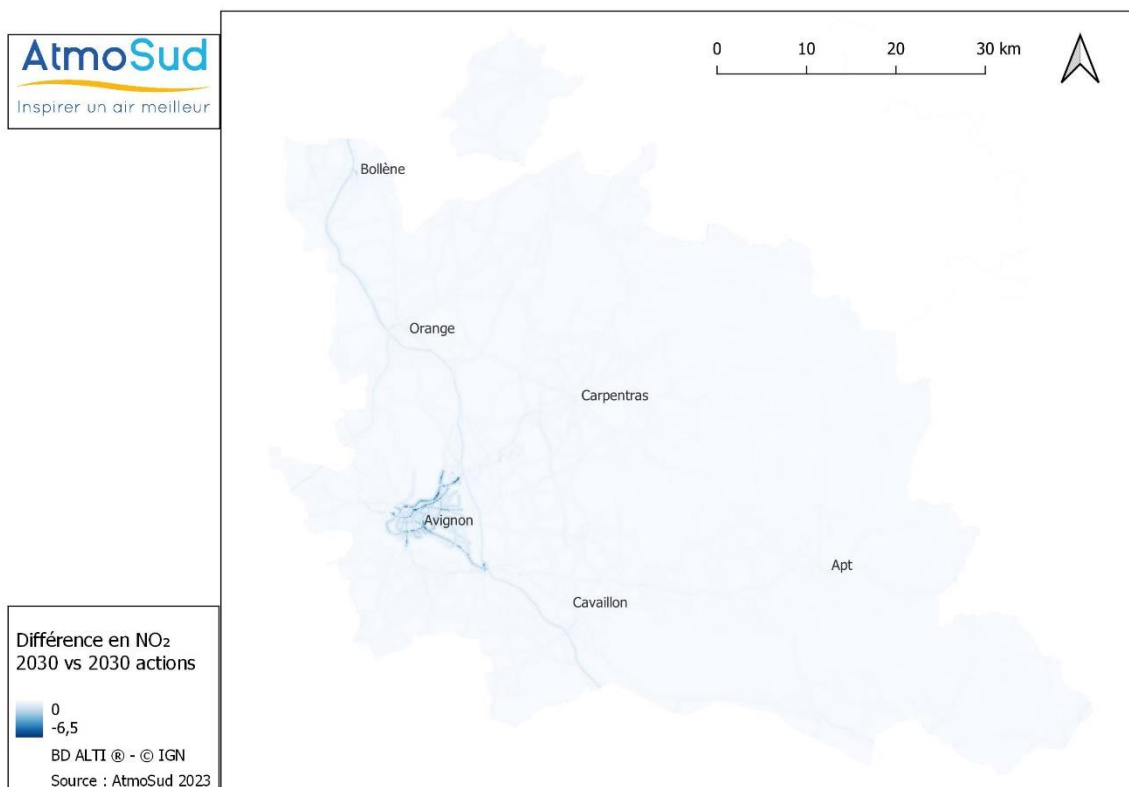 AtmoSud
Inspirer un air meilleur
0 10 20 30 km
Bollène
Orange
Carpentras
Avignon
Apt
Cavaillon
Différence en NO₂
2030 vs 2030 actions
0
-6,5
BD ALTI ® - © IGN
Source : AtmoSud 2023